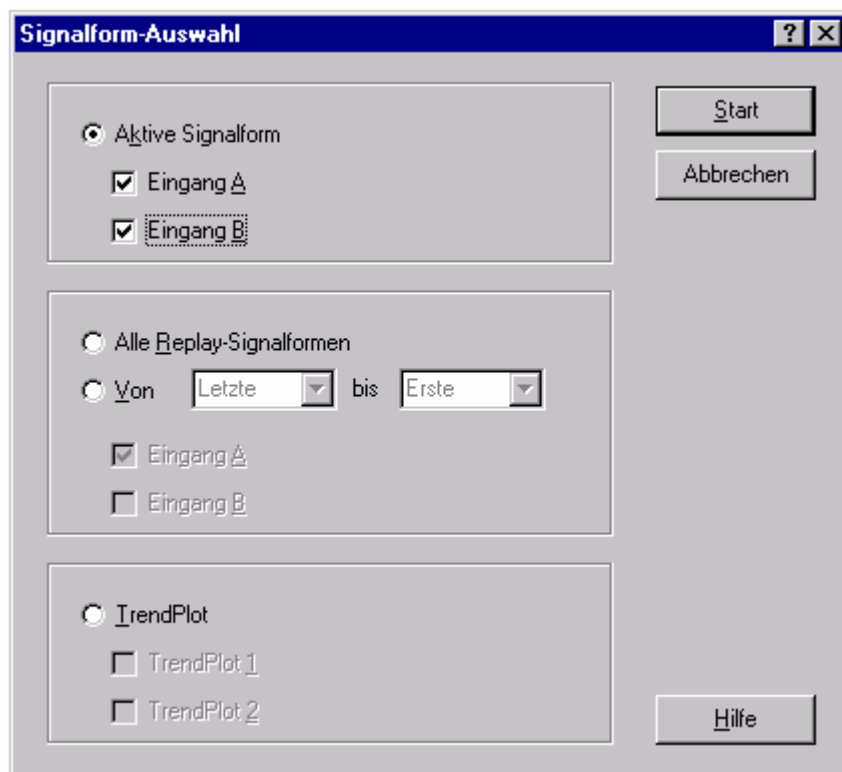 Signalform-Auswahl
Aktive Signalform
Eingang A
Eingang B
Start
Abbrechen
Alle Replay-Signalformen
Von Letzte bis Erste
Eingang A
Eingang B
TrendPlot
TrendPlot 1
TrendPlot 2
Hilfe